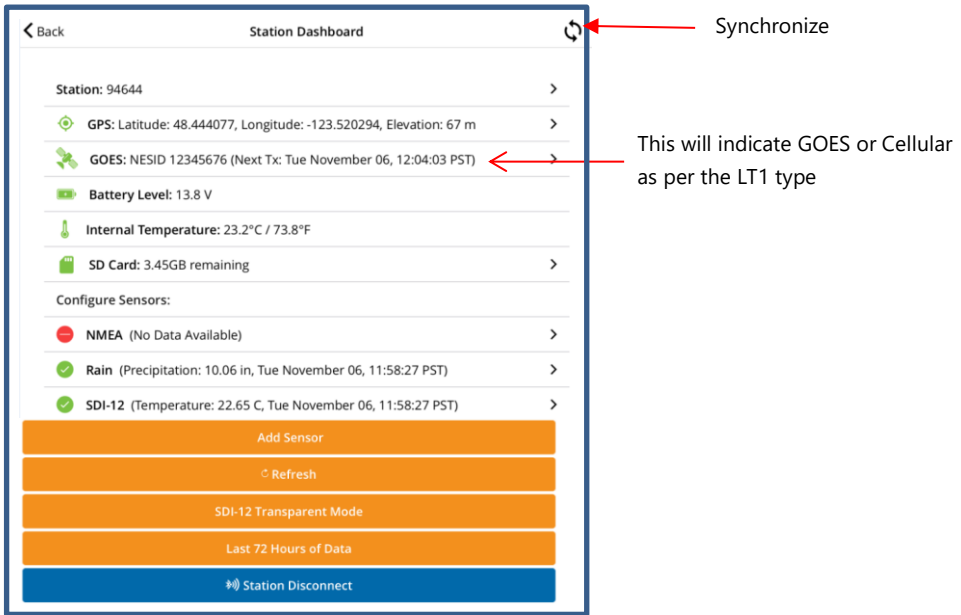 Back
Station Dashboard
Synchronize
Station: 94644
GPS: Latitude: 48.444077, Longitude: -123.520294, Elevation: 67 m
GOES: NESID 12345676 (Next Tx: Tue November 06, 12:04:03 PST)
This will indicate GOES or Cellular
as per the LT1 type
Battery Level: 13.8 V
Internal Temperature: 23.2°C / 73.8°F
SD Card: 3.45GB remaining
Configure Sensors:
NMEA (No Data Available)
Rain (Precipitation: 10.06 in, Tue November 06, 11:58:27 PST)
SDI-12 (Temperature: 22.65 C, Tue November 06, 11:58:27 PST)
Add Sensor
Refresh
SDI-12 Transparent Mode
Last 72 Hours of Data
Station Disconnect